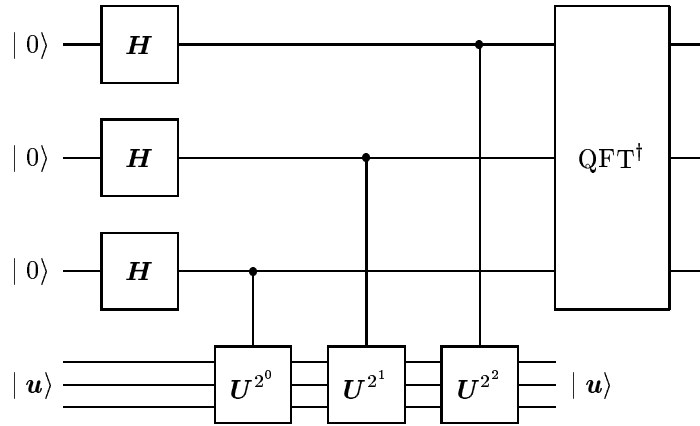 | 0⟩ H
| 0⟩ H QFT†
| 0⟩ H
| u⟩ U^{2^0} U^{2^1} U^{2^2} | u⟩